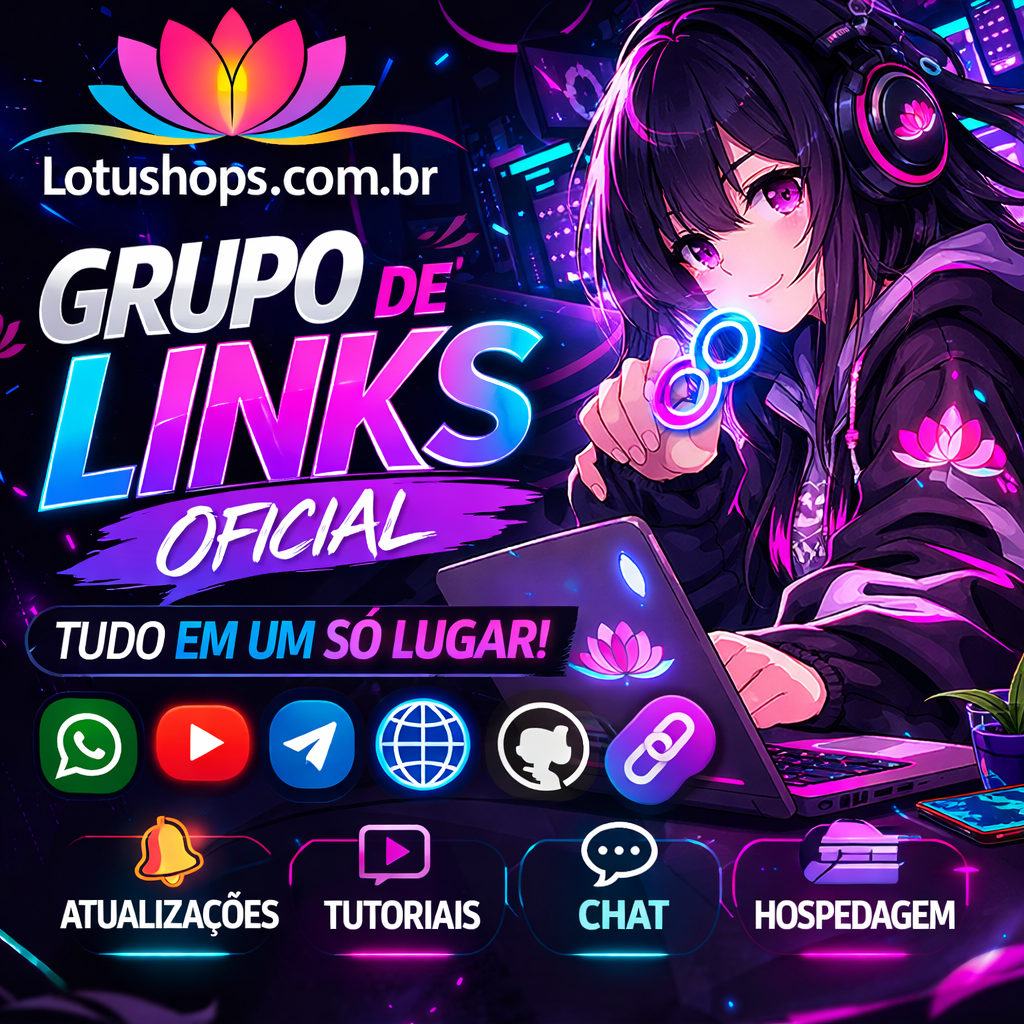 Lotushops.com.br
GRUPO DE
LINKS
OFICIAL
TUDO EM UM SÓ LUGAR!
ATUALIZAÇÕES
TUTORIAIS
CHAT
HOSPEDAGEM